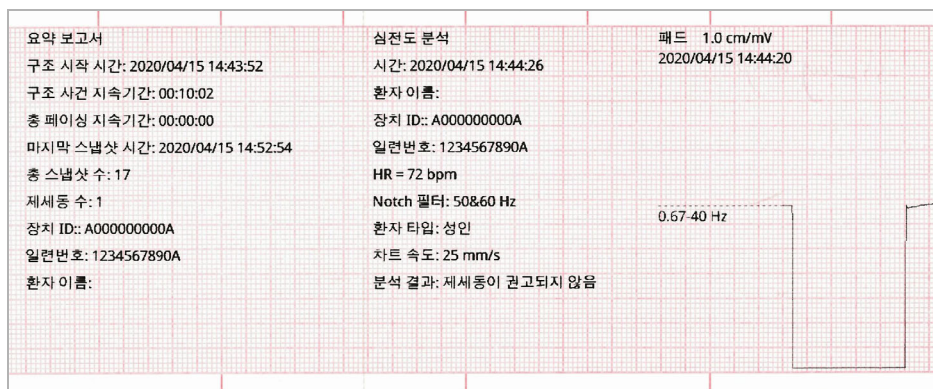 요약 보고서
구조 시작 시간: 2020/04/15 14:43:52
구조 사건 지속기간: 00:10:02
총 페이싱 지속기간: 00:00:00
마지막 스냅샷 시간: 2020/04/15 14:52:54
총 스냅샷 수: 17
제세동 수: 1
장치 ID:: A000000000A
일련번호: 1234567890A
환자 이름:
심전도 분석
시간: 2020/04/15 14:44:26
환자 이름:
장치 ID:: A000000000A
일련번호: 1234567890A
HR = 72 bpm
Notch 필터: 50&60 Hz
환자 타입: 성인
차트 속도: 25 mm/s
분석 결과: 제세동이 권고되지 않음
패드 1.0 cm/mV
2020/04/15 14:44:20
0.67-40 Hz